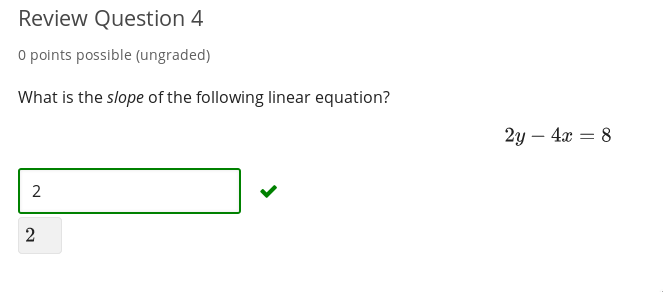 Review Question 4
0 points possible (ungraded)
What is the slope of the following linear equation?
2y − 4x = 8
2
2